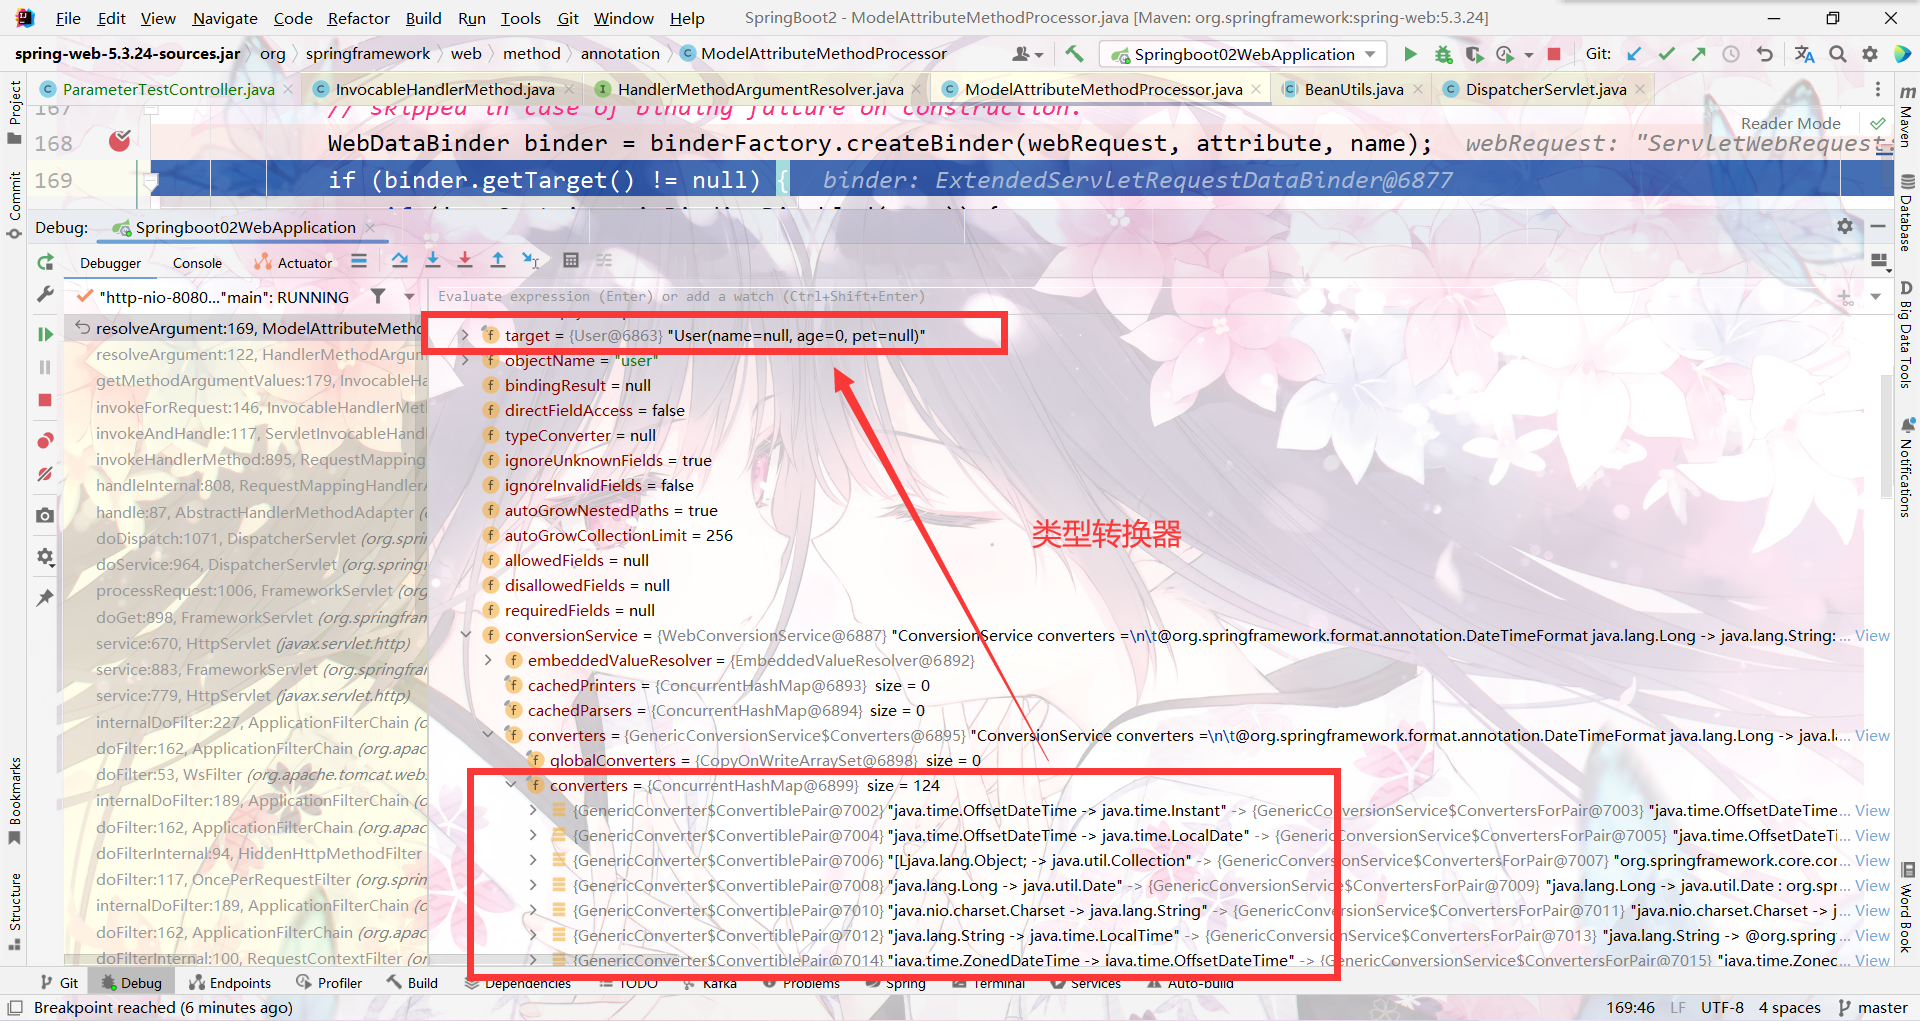 File Edit View Navigate Code Refactor Build Run Tools Git Window Help SpringBoot2 - ModelAttributeMethodProcessor.java [Maven: org.springframework:spring-web:5.3.24]
spring-web-5.3.24-sources.jar org springframework web method annotation ModelAttributeMethodProcessor Springboot02WebApplication Git:
ParameterTestController.java InvocableHandlerMethod.java HandlerMethodArgumentResolver.java ModelAttributeMethodProcessor.java BeanUtils.java DispatcherServlet.java
167 // skipped in case of binding failure on construction.
Reader Mode
168 WebDataBinder binder = binderFactory.createBinder(webRequest, attribute, name); webRequest: "ServletWebRequest:
169 if (binder.getTarget() != null) { binder: ExtendedServletRequestDataBinder@6877
Debug: Springboot02WebApplication
Debugger Console Actuator
"http-nio-8080..."main": RUNNING
Evaluate expression (Enter) or add a watch (Ctrl+Shift+Enter)
resolveArgument:169, ModelAttributeMetho
resolveArgument:122, HandlerMethodArgum
getMethodArgumentValues:179, InvocableHa
invokeForRequest:146, InvocableHandlerMet
invokeAndHandle:117, ServletInvocableHand
invokeHandlerMethod:895, RequestMapping
handleInternal:808, RequestMappingHandlerA
handle:87, AbstractHandlerMethodAdapter (o
doDispatch:1071, DispatcherServlet (org.spri
doService:964, DispatcherServlet (org.springf
processRequest:1006, FrameworkServlet (org
doGet:898, FrameworkServlet (org.springfram
service:670, HttpServlet (javax.servlet.http)
service:883, FrameworkServlet (org.springfra
service:779, HttpServlet (javax.servlet.http)
internalDoFilter:227, ApplicationFilterChain (o
doFilter:162, ApplicationFilterChain (org.apac
doFilter:53, WsFilter (org.apache.tomcat.web
internalDoFilter:189, ApplicationFilterChain (o
doFilter:162, ApplicationFilterChain (org.apac
doFilterInternal:94, HiddenHttpMethodFilter
doFilter:117, OncePerRequestFilter (org.sprin
internalDoFilter:189, ApplicationFilterChain (o
doFilter:162, ApplicationFilterChain (org.apac
doFilterInternal:100, RequestContextFilter (or
target = {User@6863} "User(name=null, age=0, pet=null)"
objectName = "user"
bindingResult = null
directFieldAccess = false
typeConverter = null
ignoreUnknownFields = true
ignoreInvalidFields = false
autoGrowNestedPaths = true
autoGrowCollectionLimit = 256
allowedFields = null
disallowedFields = null
requiredFields = null
类型转换器
conversionService = {WebConversionService@6887} "ConversionService converters =\n\t@org.springframework.format.annotation.DateTimeFormat java.lang.Long -> java.lang.String: ... View
embeddedValueResolver = {EmbeddedValueResolver@6892}
cachedPrinters = {ConcurrentHashMap@6893} size = 0
cachedParsers = {ConcurrentHashMap@6894} size = 0
converters = {GenericConversionService$Converters@6895} "ConversionService converters =\n\t@org.springframework.format.annotation.DateTimeFormat java.lang.Long -> java.l... View
globalConverters = {CopyOnWriteArraySet@6898} size = 0
converters = {ConcurrentHashMap@6899} size = 124
{GenericConverter$ConvertiblePair@7002} "java.time.OffsetDateTime -> java.time.Instant" -> {GenericConversionService$ConvertersForPair@7003} "java.time.OffsetDateTime... View
{GenericConverter$ConvertiblePair@7004} "java.time.OffsetDateTime -> java.time.LocalDate" -> {GenericConversionService$ConvertersForPair@7005} "java.time.OffsetDateTi... View
{GenericConverter$ConvertiblePair@7006} "[Ljava.lang.Object; -> java.util.Collection" -> {GenericConversionService$ConvertersForPair@7007} "org.springframework.core.con... View
{GenericConverter$ConvertiblePair@7008} "java.lang.Long -> java.util.Date" -> {GenericConversionService$ConvertersForPair@7009} "java.lang.Long -> java.util.Date : org.spr... View
{GenericConverter$ConvertiblePair@7010} "java.nio.charset.Charset -> java.lang.String" -> {GenericConversionService$ConvertersForPair@7011} "java.nio.charset.Charset -> j... View
{GenericConverter$ConvertiblePair@7012} "java.lang.String -> java.time.LocalTime" -> {GenericConversionService$ConvertersForPair@7013} "java.lang.String -> @org.spring... View
{GenericConverter$ConvertiblePair@7014} "java.time.ZonedDateTime -> java.time.OffsetDateTime" -> {GenericConversionService$ConvertersForPair@7015} "java.time.Zoned... View
Project
Commit
Bookmarks
Structure
Maven
Database
Big Data Tools
Notifications
Word Book
Git Debug Endpoints Profiler Build Dependencies TODO Kafka Problems Spring Terminal Services Auto-build
Breakpoint reached (6 minutes ago) 169:46 LF UTF-8 4 spaces master